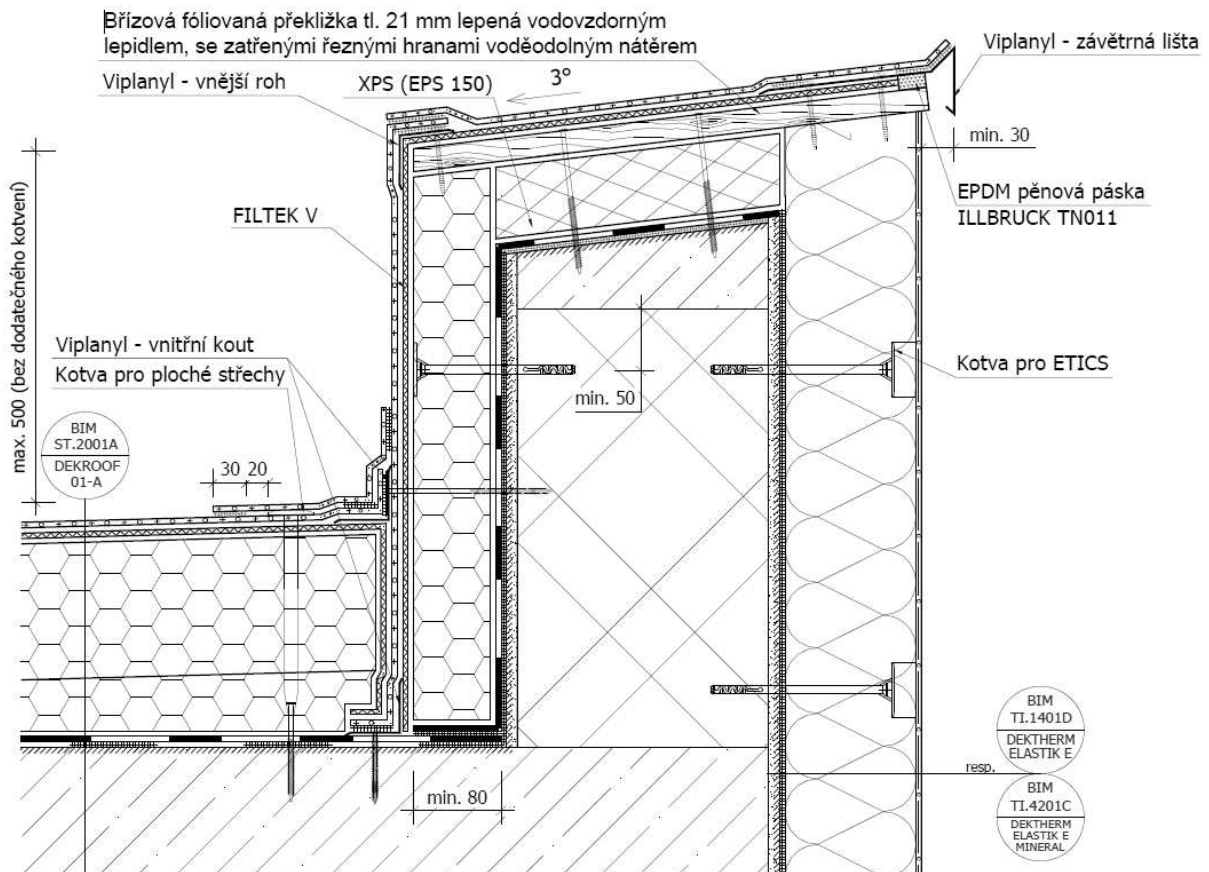 Břízová fóliovaná překližka tl. 21 mm lepená vodovzdorným
lepidlem, se zatřenými řeznými hranami voděodolným nátěrem
Viplanyl - závětrná lišta
Viplanyl - vnější roh
XPS (EPS 150)
3°
min. 30
EPDM pěnová páska
ILLBRUCK TN011
FILTEK V
max. 500 (bez dodatečného kotvení)
Viplanyl - vnitřní kout
Kotva pro ploché střechy
Kotva pro ETICS
min. 50
BIM
ST.2001A
DEKROOF
01-A
30 20
BIM
TI.1401D
DEKTHERM
ELASTIK E
resp.
BIM
TI.4201C
DEKTHERM
ELASTIK E
MINERAL
min. 80